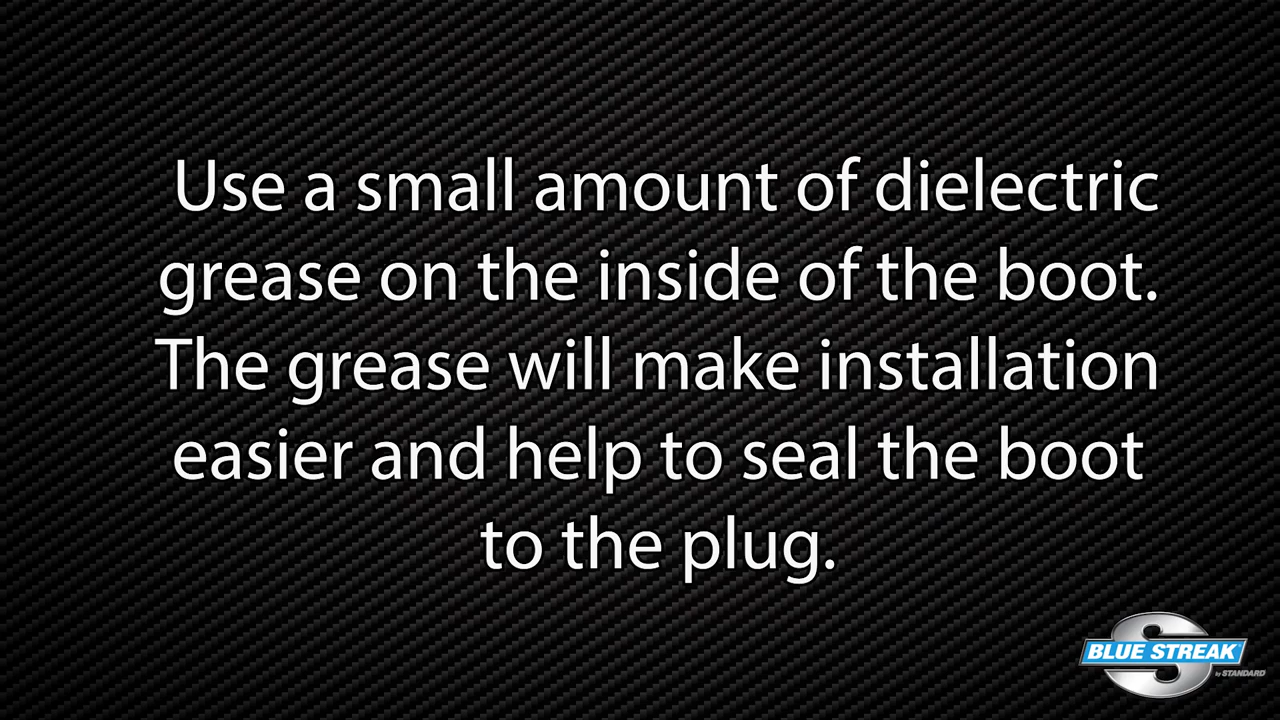 Use a small amount of dielectric
grease on the inside of the boot.
The grease will make installation
easier and help to seal the boot
to the plug.
S
BLUE STREAK
by STANDARD